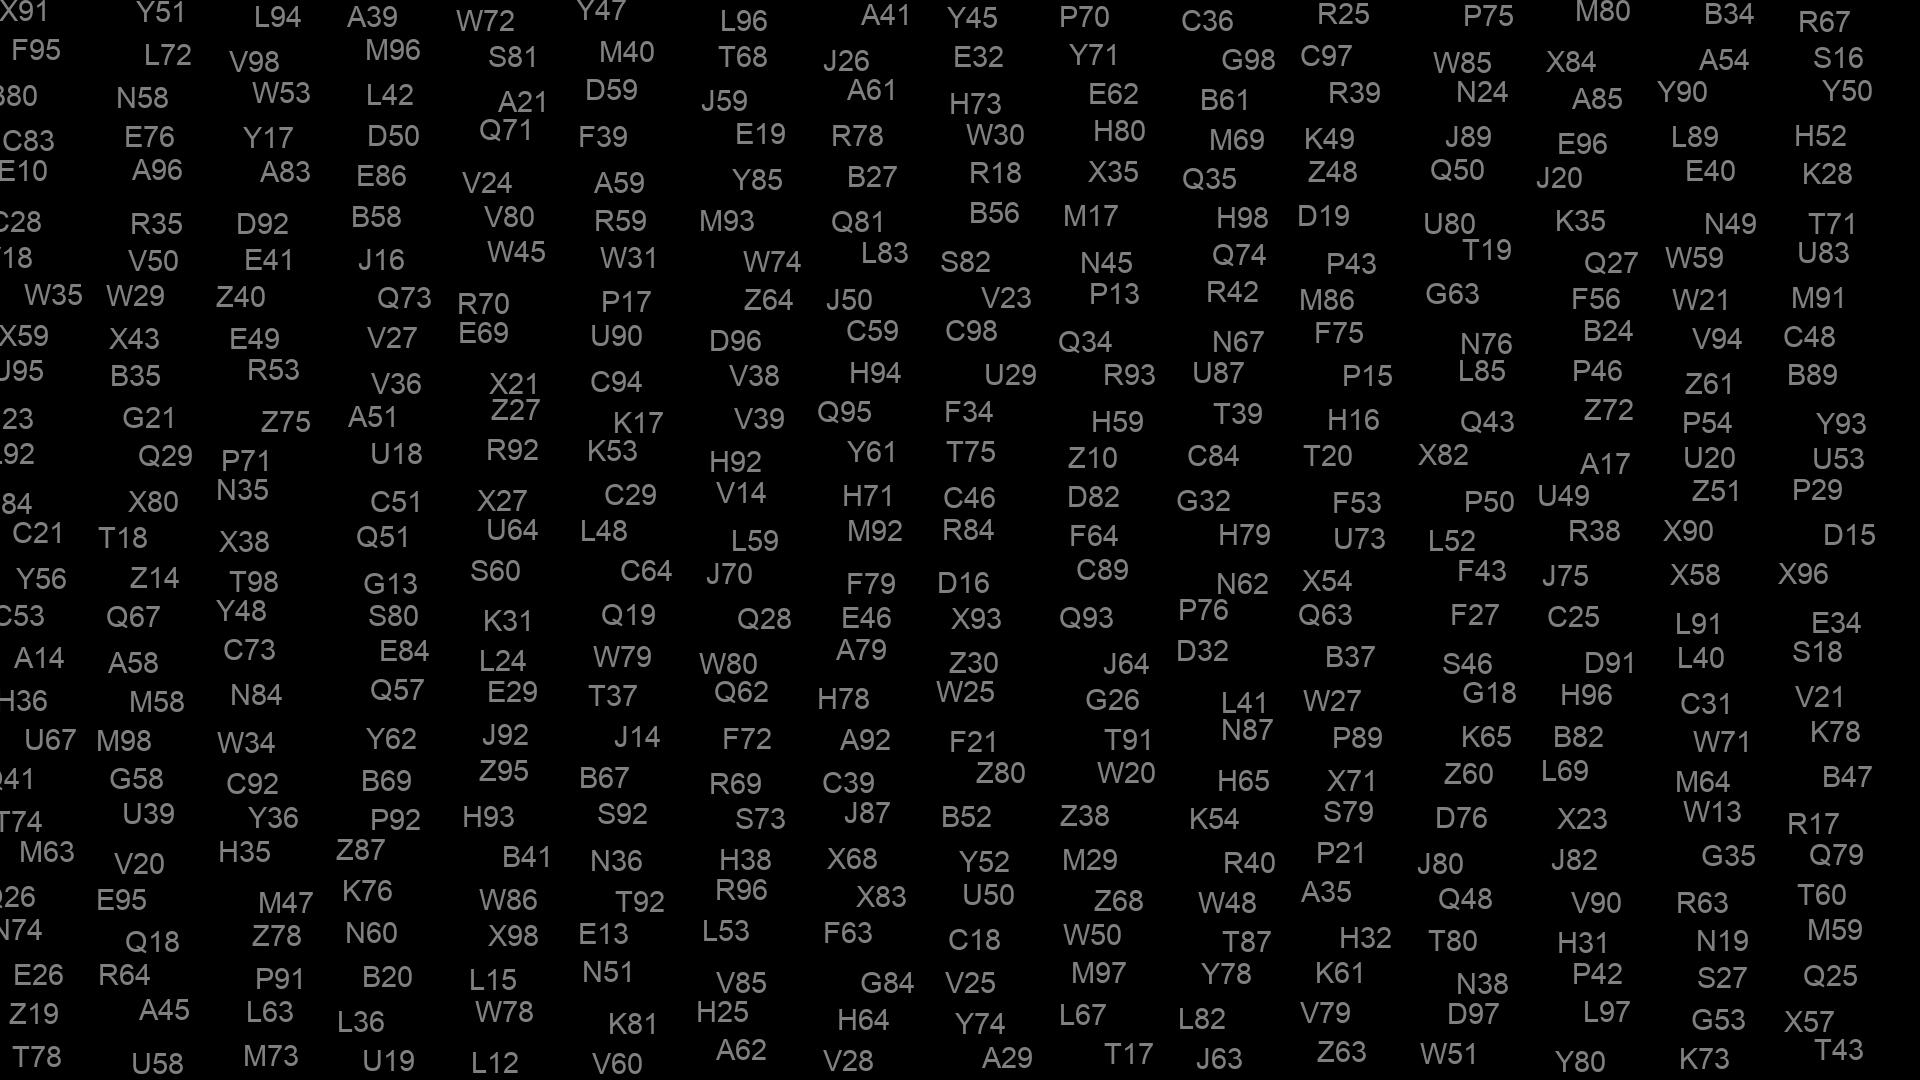 X91 Y51 L94 A39 W72 Y47 L96 A41 Y45 P70 C36 R25 P75 M80 B34 R67
F95 L72 V98 M96 S81 M40 T68 J26 E32 Y71 G98 C97 W85 X84 A54 S16
B80 N58 W53 L42 A21 D59 J59 A61 H73 E62 B61 R39 N24 A85 Y90 Y50
C83 E76 Y17 D50 Q71 F39 E19 R78 W30 H80 M69 K49 J89 E96 L89 H52
E10 A96 A83 E86 V24 A59 Y85 B27 R18 X35 Q35 Z48 Q50 J20 E40 K28
C28 R35 D92 B58 V80 R59 M93 Q81 B56 M17 H98 D19 U80 K35 N49 T71
18 V50 E41 J16 W45 W31 W74 L83 S82 N45 Q74 P43 T19 Q27 W59 U83
W35 W29 Z40 Q73 R70 P17 Z64 J50 V23 P13 R42 M86 G63 F56 W21 M91
X59 X43 E49 V27 E69 U90 D96 C59 C98 Q34 N67 F75 N76 B24 V94 C48
U95 B35 R53 V36 X21 C94 V38 H94 U29 R93 U87 P15 L85 P46 Z61 B89
23 G21 Z75 A51 Z27 K17 V39 Q95 F34 H59 T39 H16 Q43 Z72 P54 Y93
92 Q29 P71 U18 R92 K53 H92 Y61 T75 Z10 C84 T20 X82 A17 U20 U53
84 X80 N35 C51 X27 C29 V14 H71 C46 D82 G32 F53 P50 U49 Z51 P29
C21 T18 X38 Q51 U64 L48 L59 M92 R84 F64 H79 U73 L52 R38 X90 D15
Y56 Z14 T98 G13 S60 C64 J70 F79 D16 C89 N62 X54 F43 J75 X58 X96
C53 Q67 Y48 S80 K31 Q19 Q28 E46 X93 Q93 P76 Q63 F27 C25 L91 E34
A14 A58 C73 E84 L24 W79 W80 A79 Z30 J64 D32 B37 S46 D91 L40 S18
H36 M58 N84 Q57 E29 T37 Q62 H78 W25 G26 L41 W27 G18 H96 C31 V21
U67 M98 W34 Y62 J92 J14 F72 A92 F21 T91 N87 P89 K65 B82 W71 K78
41 G58 C92 B69 Z95 B67 R69 C39 Z80 W20 H65 X71 Z60 L69 M64 B47
T74 U39 Y36 P92 H93 S92 S73 J87 B52 Z38 K54 S79 D76 X23 W13 R17
M63 V20 H35 Z87 B41 N36 H38 X68 Y52 M29 R40 P21 J80 J82 G35 Q79
26 E95 M47 K76 W86 T92 R96 X83 U50 Z68 W48 A35 Q48 V90 R63 T60
N74 Q18 Z78 N60 X98 E13 L53 F63 C18 W50 T87 H32 T80 H31 N19 M59
E26 R64 P91 B20 L15 N51 V85 G84 V25 M97 Y78 K61 N38 P42 S27 Q25
Z19 A45 L63 L36 W78 K81 H25 H64 Y74 L67 L82 V79 D97 L97 G53 X57
T78 U58 M73 U19 L12 V60 A62 V28 A29 T17 J63 Z63 W51 Y80 K73 T43